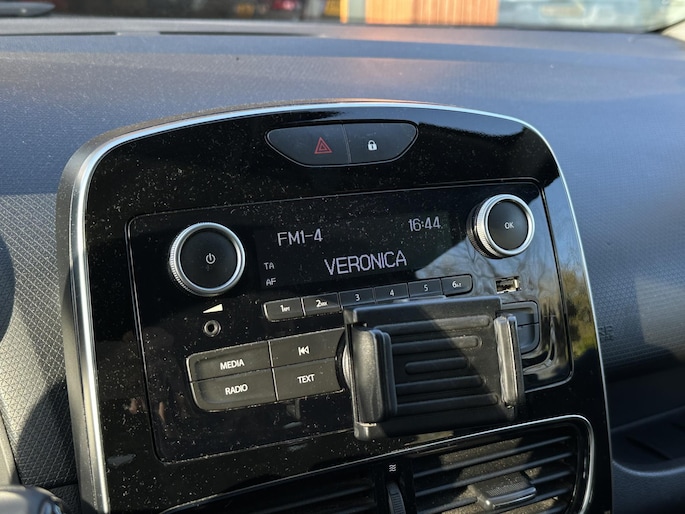 FM1-4 16:44
TA
VERONICA
AF
OK
1 2 3 4 5 6
MEDIA
RADIO TEXT